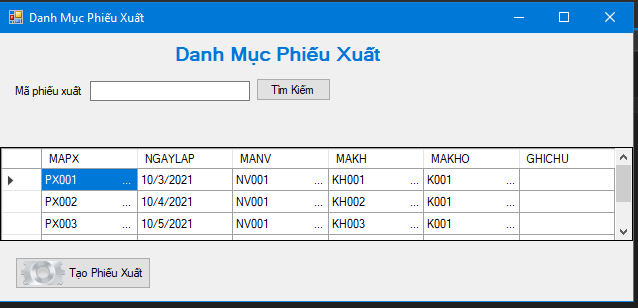 Danh Mục Phiếu Xuất
Danh Mục Phiếu Xuất
Mã phiếu xuất Tìm Kiếm
MAPX NGAYLAP MANV MAKH MAKHO GHICHU
PX001 ... 10/3/2021 NV001 ... KH001 ... K001 ...
PX002 ... 10/4/2021 NV001 ... KH002 ... K001 ...
PX003 ... 10/5/2021 NV001 ... KH003 ... K001 ...
Tạo Phiếu Xuất